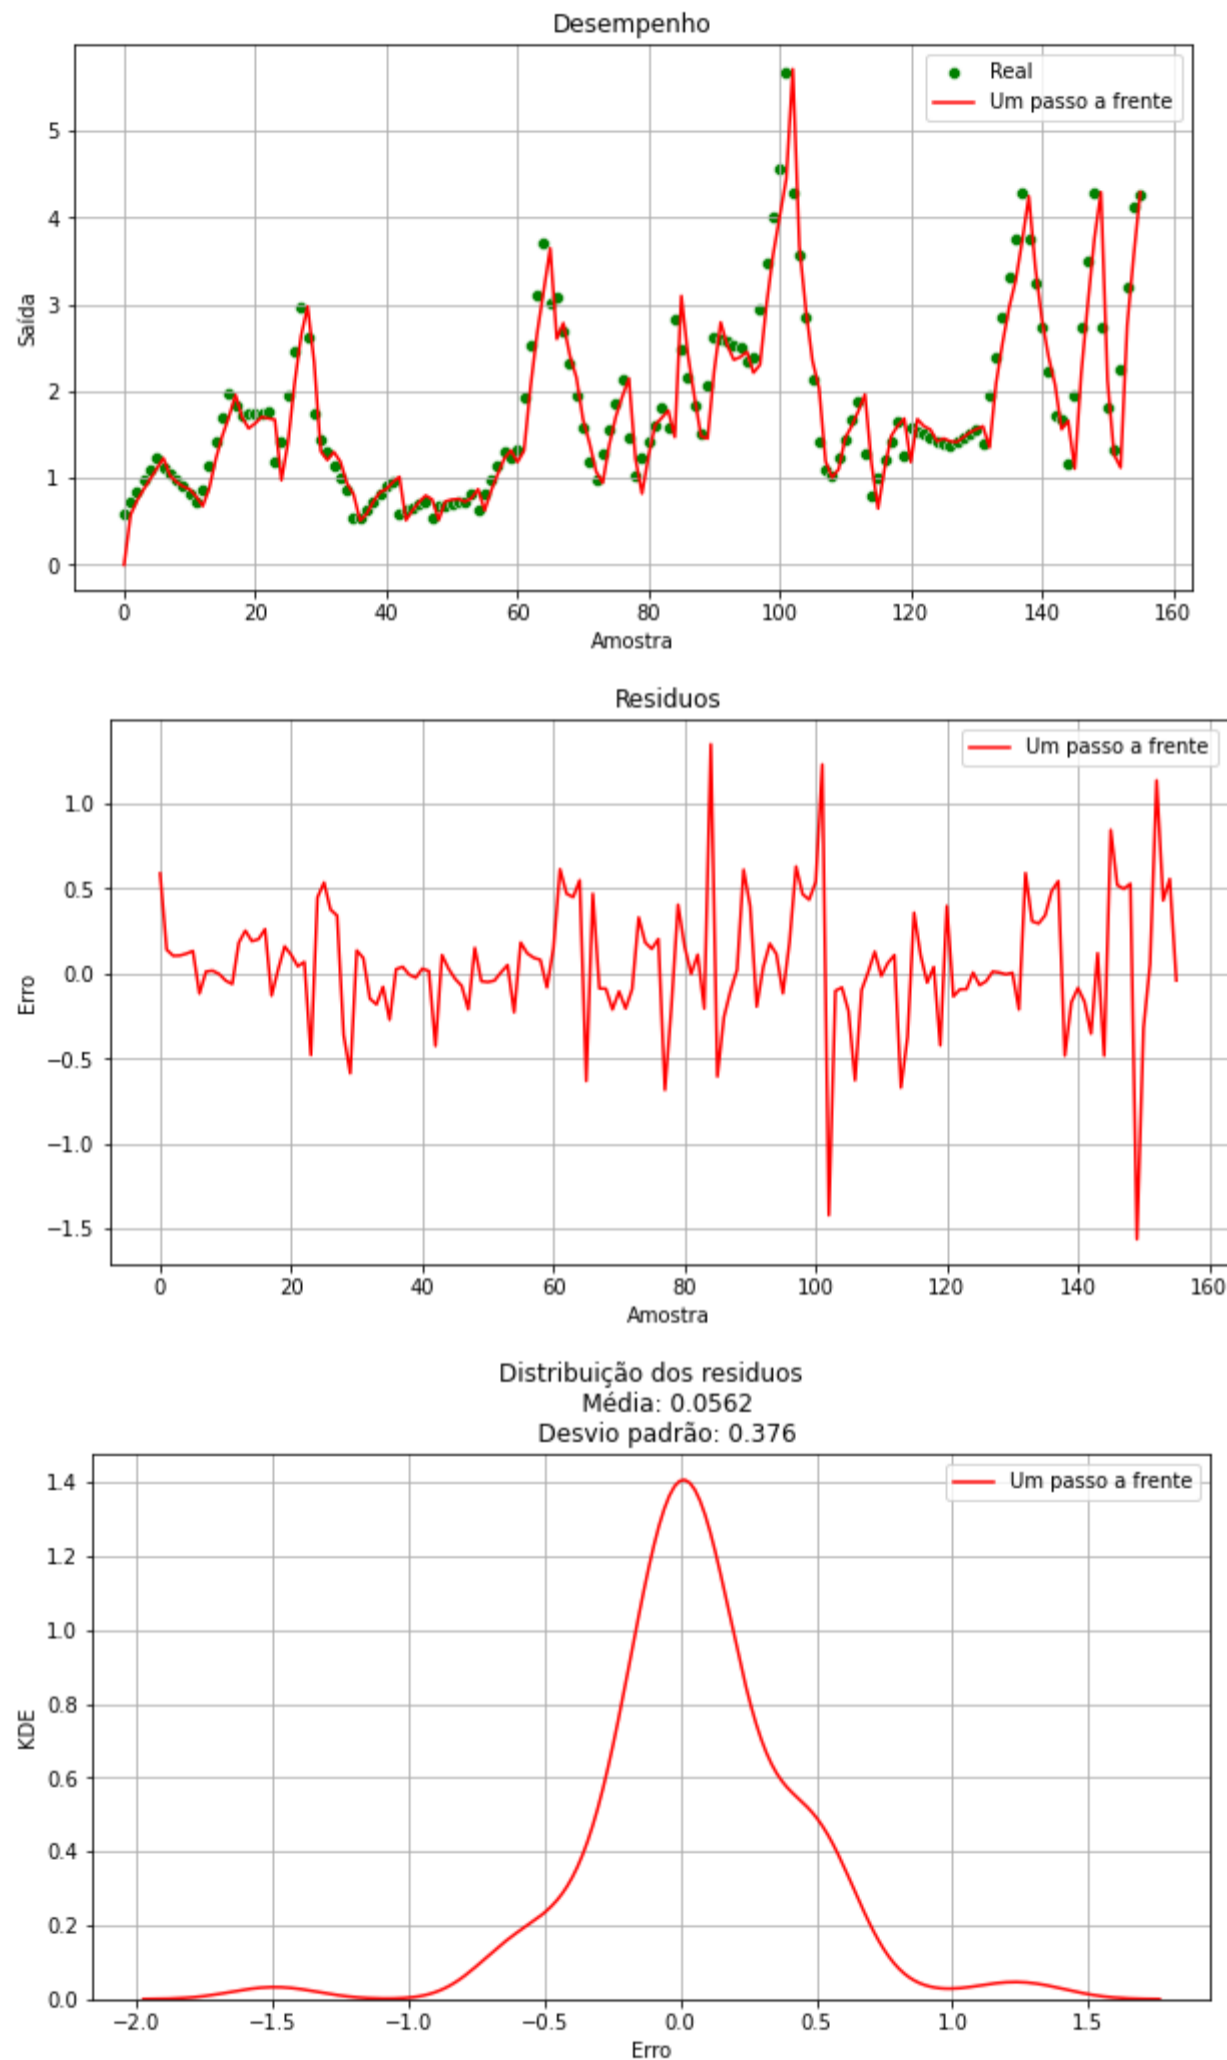 Desempenho
Real
Um passo a frente
5
4
3
2
1
0
Saída
0 20 40 60 80 100 120 140 160
Amostra
Residuos
Um passo a frente
1.0
0.5
0.0
−0.5
−1.0
−1.5
Erro
0 20 40 60 80 100 120 140 160
Amostra
Distribuição dos residuos
Média: 0.0562
Desvio padrão: 0.376
Um passo a frente
1.4
1.2
1.0
0.8
0.6
0.4
0.2
0.0
KDE
−2.0 −1.5 −1.0 −0.5 0.0 0.5 1.0 1.5
Erro